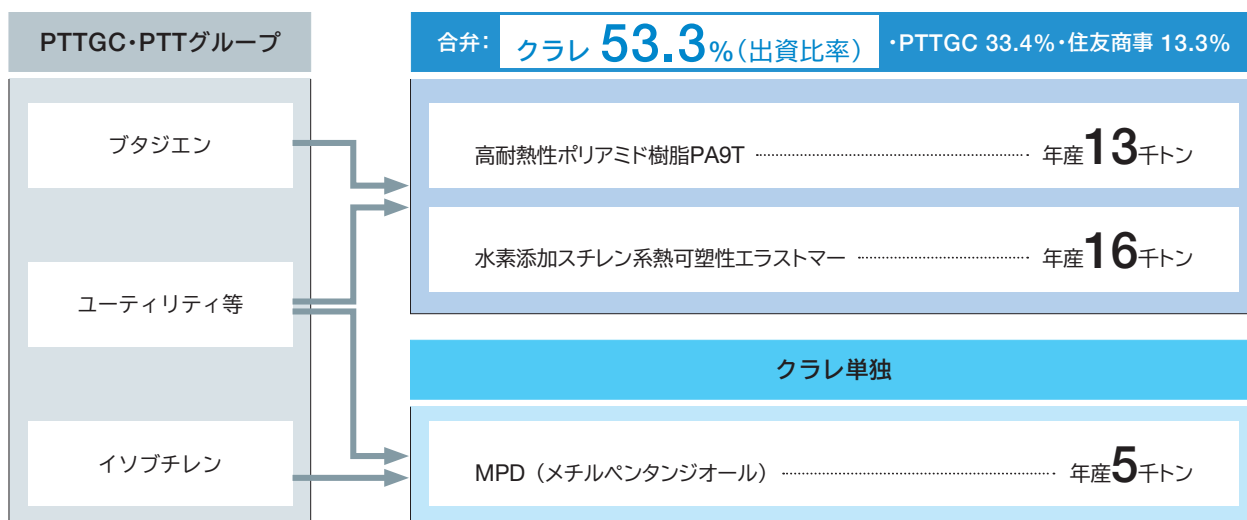 PTTGC・PTTグループ
ブタジエン
ユーティリティ等
イソブチレン
合弁: クラレ 53.3%（出資比率） ・PTTGC 33.4%・住友商事 13.3%
高耐熱性ポリアミド樹脂PA9T 年産13千トン
水素添加スチレン系熱可塑性エラストマー 年産16千トン
クラレ単独
MPD（メチルペンタンジオール） 年産5千トン